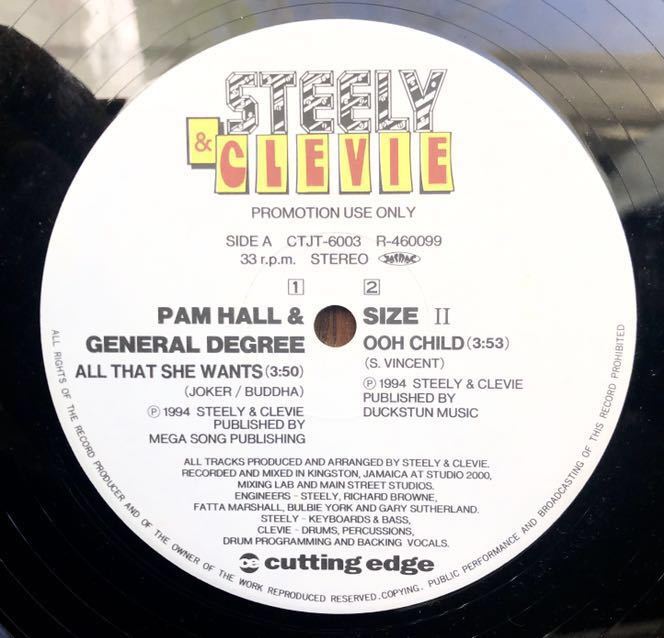 STEELY
& CLEVIE
PROMOTION USE ONLY
SIDE A CTJT-6003 R-460099
33 r.p.m. STEREO JASRAC
1
PAM HALL &
GENERAL DEGREE
ALL THAT SHE WANTS (3:50)
(JOKER / BUDDHA)
Ⓟ 1994 STEELY & CLEVIE
PUBLISHED BY
MEGA SONG PUBLISHING
2
SIZE II
OOH CHILD (3:53)
(S. VINCENT)
Ⓟ 1994 STEELY & CLEVIE
PUBLISHED BY
DUCKSTUN MUSIC
ALL TRACKS PRODUCED AND ARRANGED BY STEELY & CLEVIE.
RECORDED AND MIXED IN KINGSTON, JAMAICA AT STUDIO 2000,
MIXING LAB AND MAIN STREET STUDIOS.
ENGINEERS - STEELY, RICHARD BROWNE,
FATTA MARSHALL, BULBIE YORK AND GARY SUTHERLAND.
STEELY - KEYBOARDS & BASS,
CLEVIE - DRUMS, PERCUSSIONS,
DRUM PROGRAMMING AND BACKING VOCALS.
ce cutting edge
ALL RIGHTS OF THE RECORD PRODUCER AND OF THE OWNER OF THE WORK REPRODUCED RESERVED. COPYING, PUBLIC PERFORMANCE AND BROADCASTING OF THIS RECORD PROHIBITED